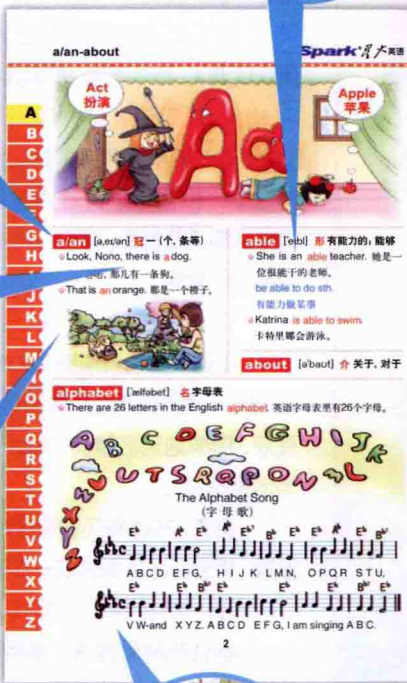 a/an-about
Spark®星火英语
Act
扮演
Apple
苹果
Aa
A
B
C
D
E
G
H
J
K
L
M
N
O
P
Q
R
S
T
U
V
W
X
Y
Z
a/an [ə,eɪ/ən] 冠 一(个, 条等)
Look, Nono, there is a dog.
那儿有一条狗。
That is an orange. 那是一个橙子。
able ['eɪbl] 形 有能力的; 能够
She is an able teacher. 她是一
位很能干的老师。
be able to do sth.
有能力做某事
Katrina is able to swim.
卡特里娜会游泳。
about [ə'baut] 介 关于, 对于
alphabet ['ælfəbet] 名 字母表
There are 26 letters in the English alphabet. 英语字母表里有26个字母。
A B C D E F G H I J K
L M N O P Q R S T U V W
X Y Z
The Alphabet Song
(字 母 歌)
A B C D E F G, H I J K L M N, O P Q R S T U,
V W-and X Y Z. A B C D E F G, I am singing A B C.
2